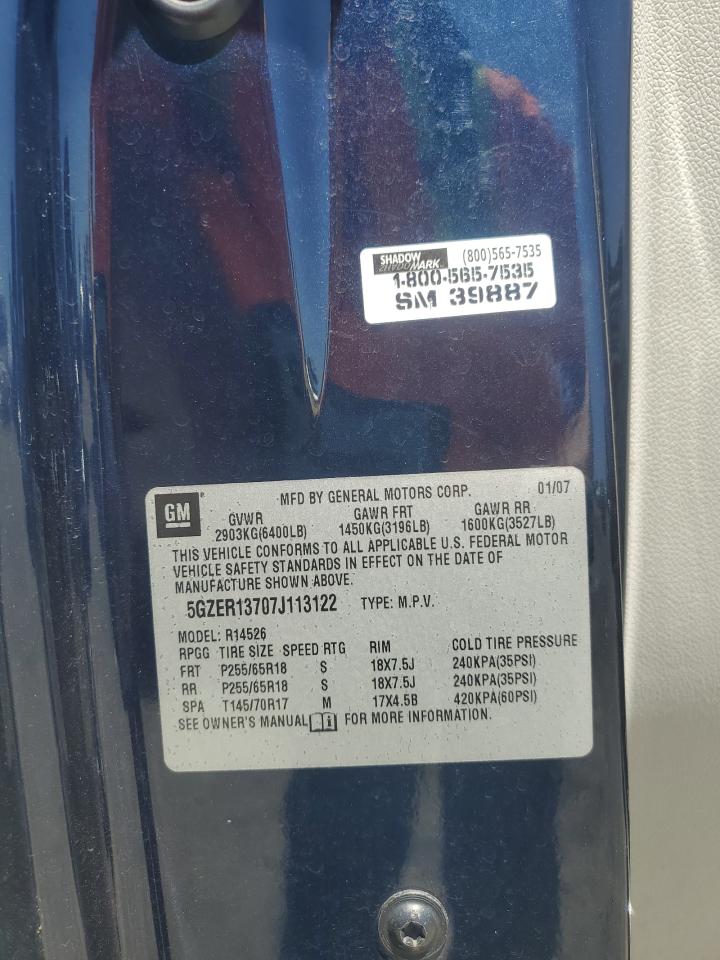 SHADOW MARK (800)565-7535
1-800-565-7535
SM 39887
GM MFD BY GENERAL MOTORS CORP. 01/07
GVWR GAWR FRT GAWR RR
2903KG(6400LB) 1450KG(3196LB) 1600KG(3527LB)
THIS VEHICLE CONFORMS TO ALL APPLICABLE U.S. FEDERAL MOTOR
VEHICLE SAFETY STANDARDS IN EFFECT ON THE DATE OF
MANUFACTURE SHOWN ABOVE.
5GZER13707J113122 TYPE: M.P.V.
MODEL: R14526
RPGG TIRE SIZE SPEED RTG RIM COLD TIRE PRESSURE
FRT P255/65R18 S 18X7.5J 240KPA(35PSI)
RR P255/65R18 S 18X7.5J 240KPA(35PSI)
SPA T145/70R17 M 17X4.5B 420KPA(60PSI)
SEE OWNER'S MANUAL FOR MORE INFORMATION.